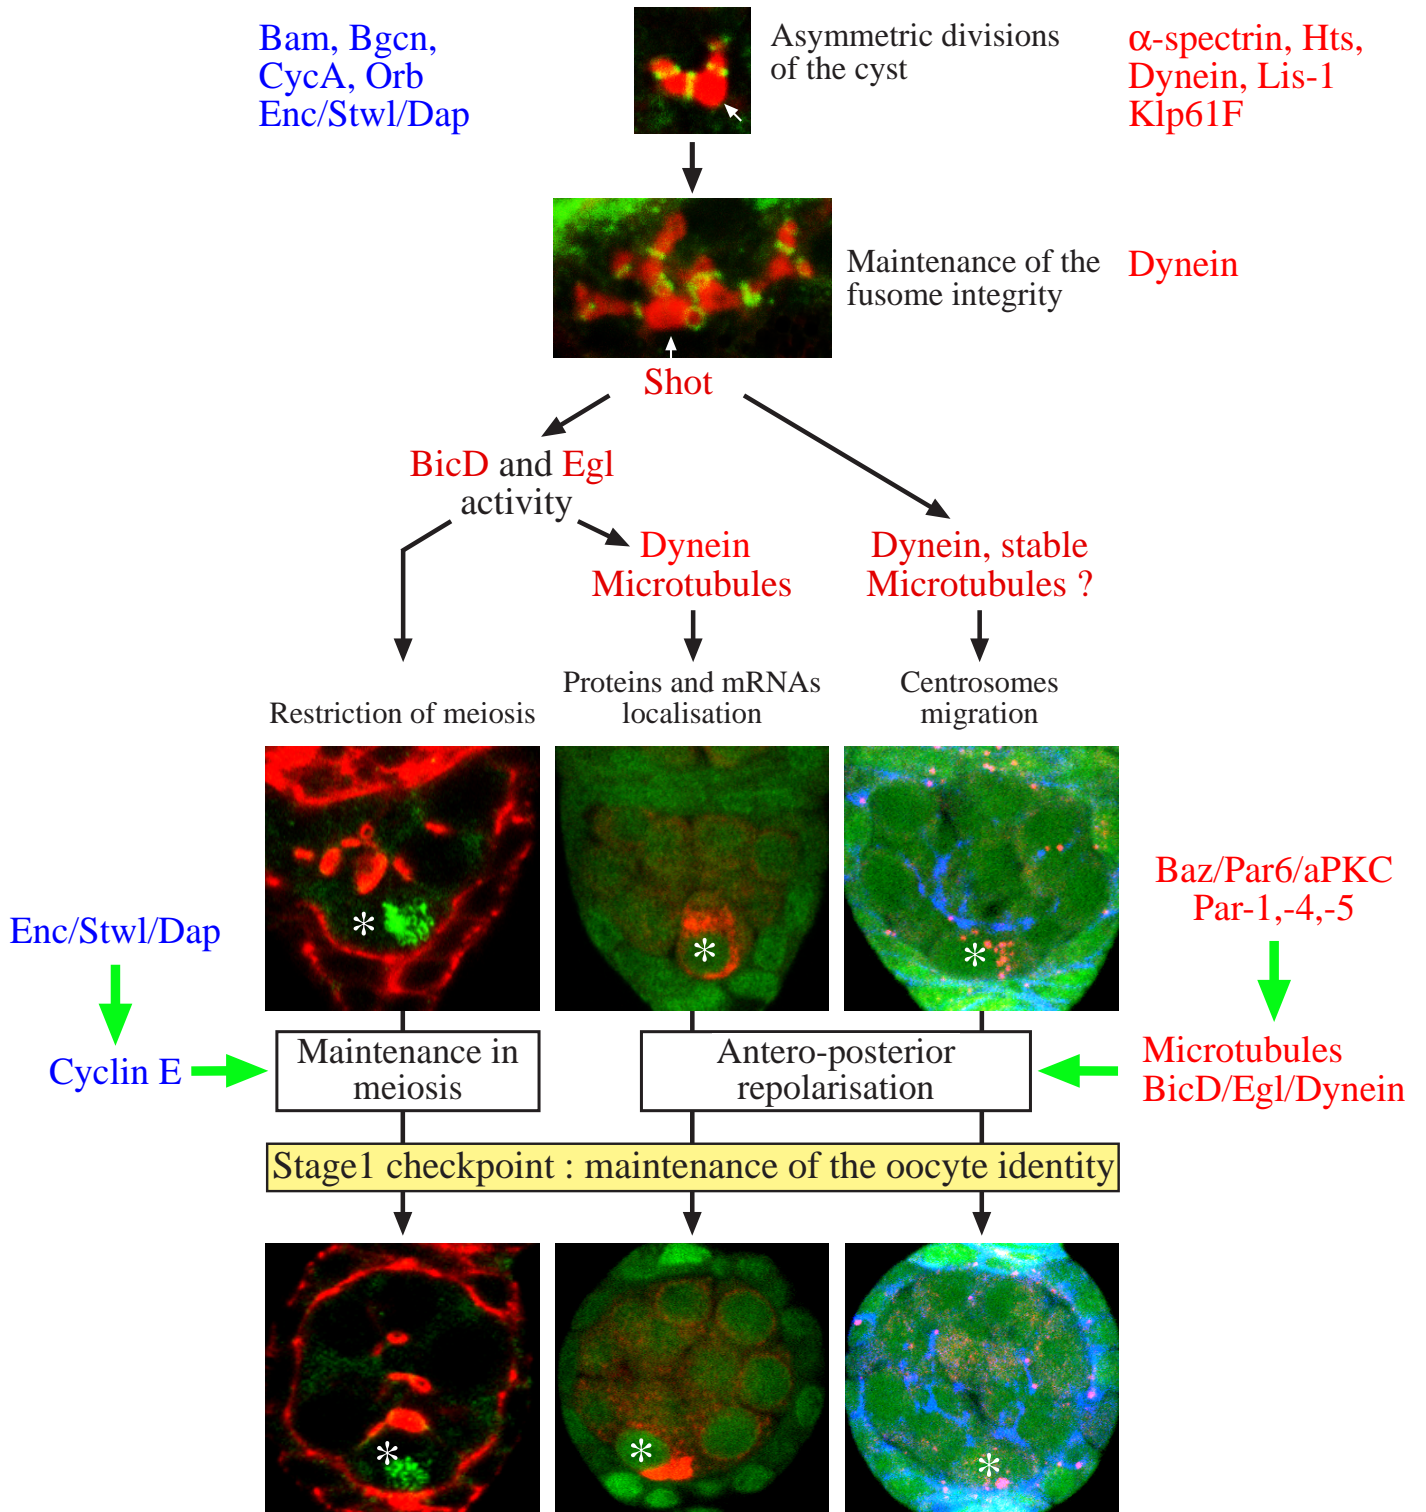 Bam, Bgcn,
CycA, Orb
Enc/Stwl/Dap
Asymmetric divisions
of the cyst
α-spectrin, Hts,
Dynein, Lis-1
Klp61F
Maintenance of the
fusome integrity
Dynein
Shot
BicD and Egl
activity
Dynein
Microtubules
Dynein, stable
Microtubules ?
Restriction of meiosis
Proteins and mRNAs
localisation
Centrosomes
migration
*
*
*
Enc/Stwl/Dap
Cyclin E
Baz/Par6/aPKC
Par-1,-4,-5
Maintenance in
meiosis
Antero-posterior
repolarisation
Microtubules
BicD/Egl/Dynein
Stage1 checkpoint : maintenance of the oocyte identity
*
*
*